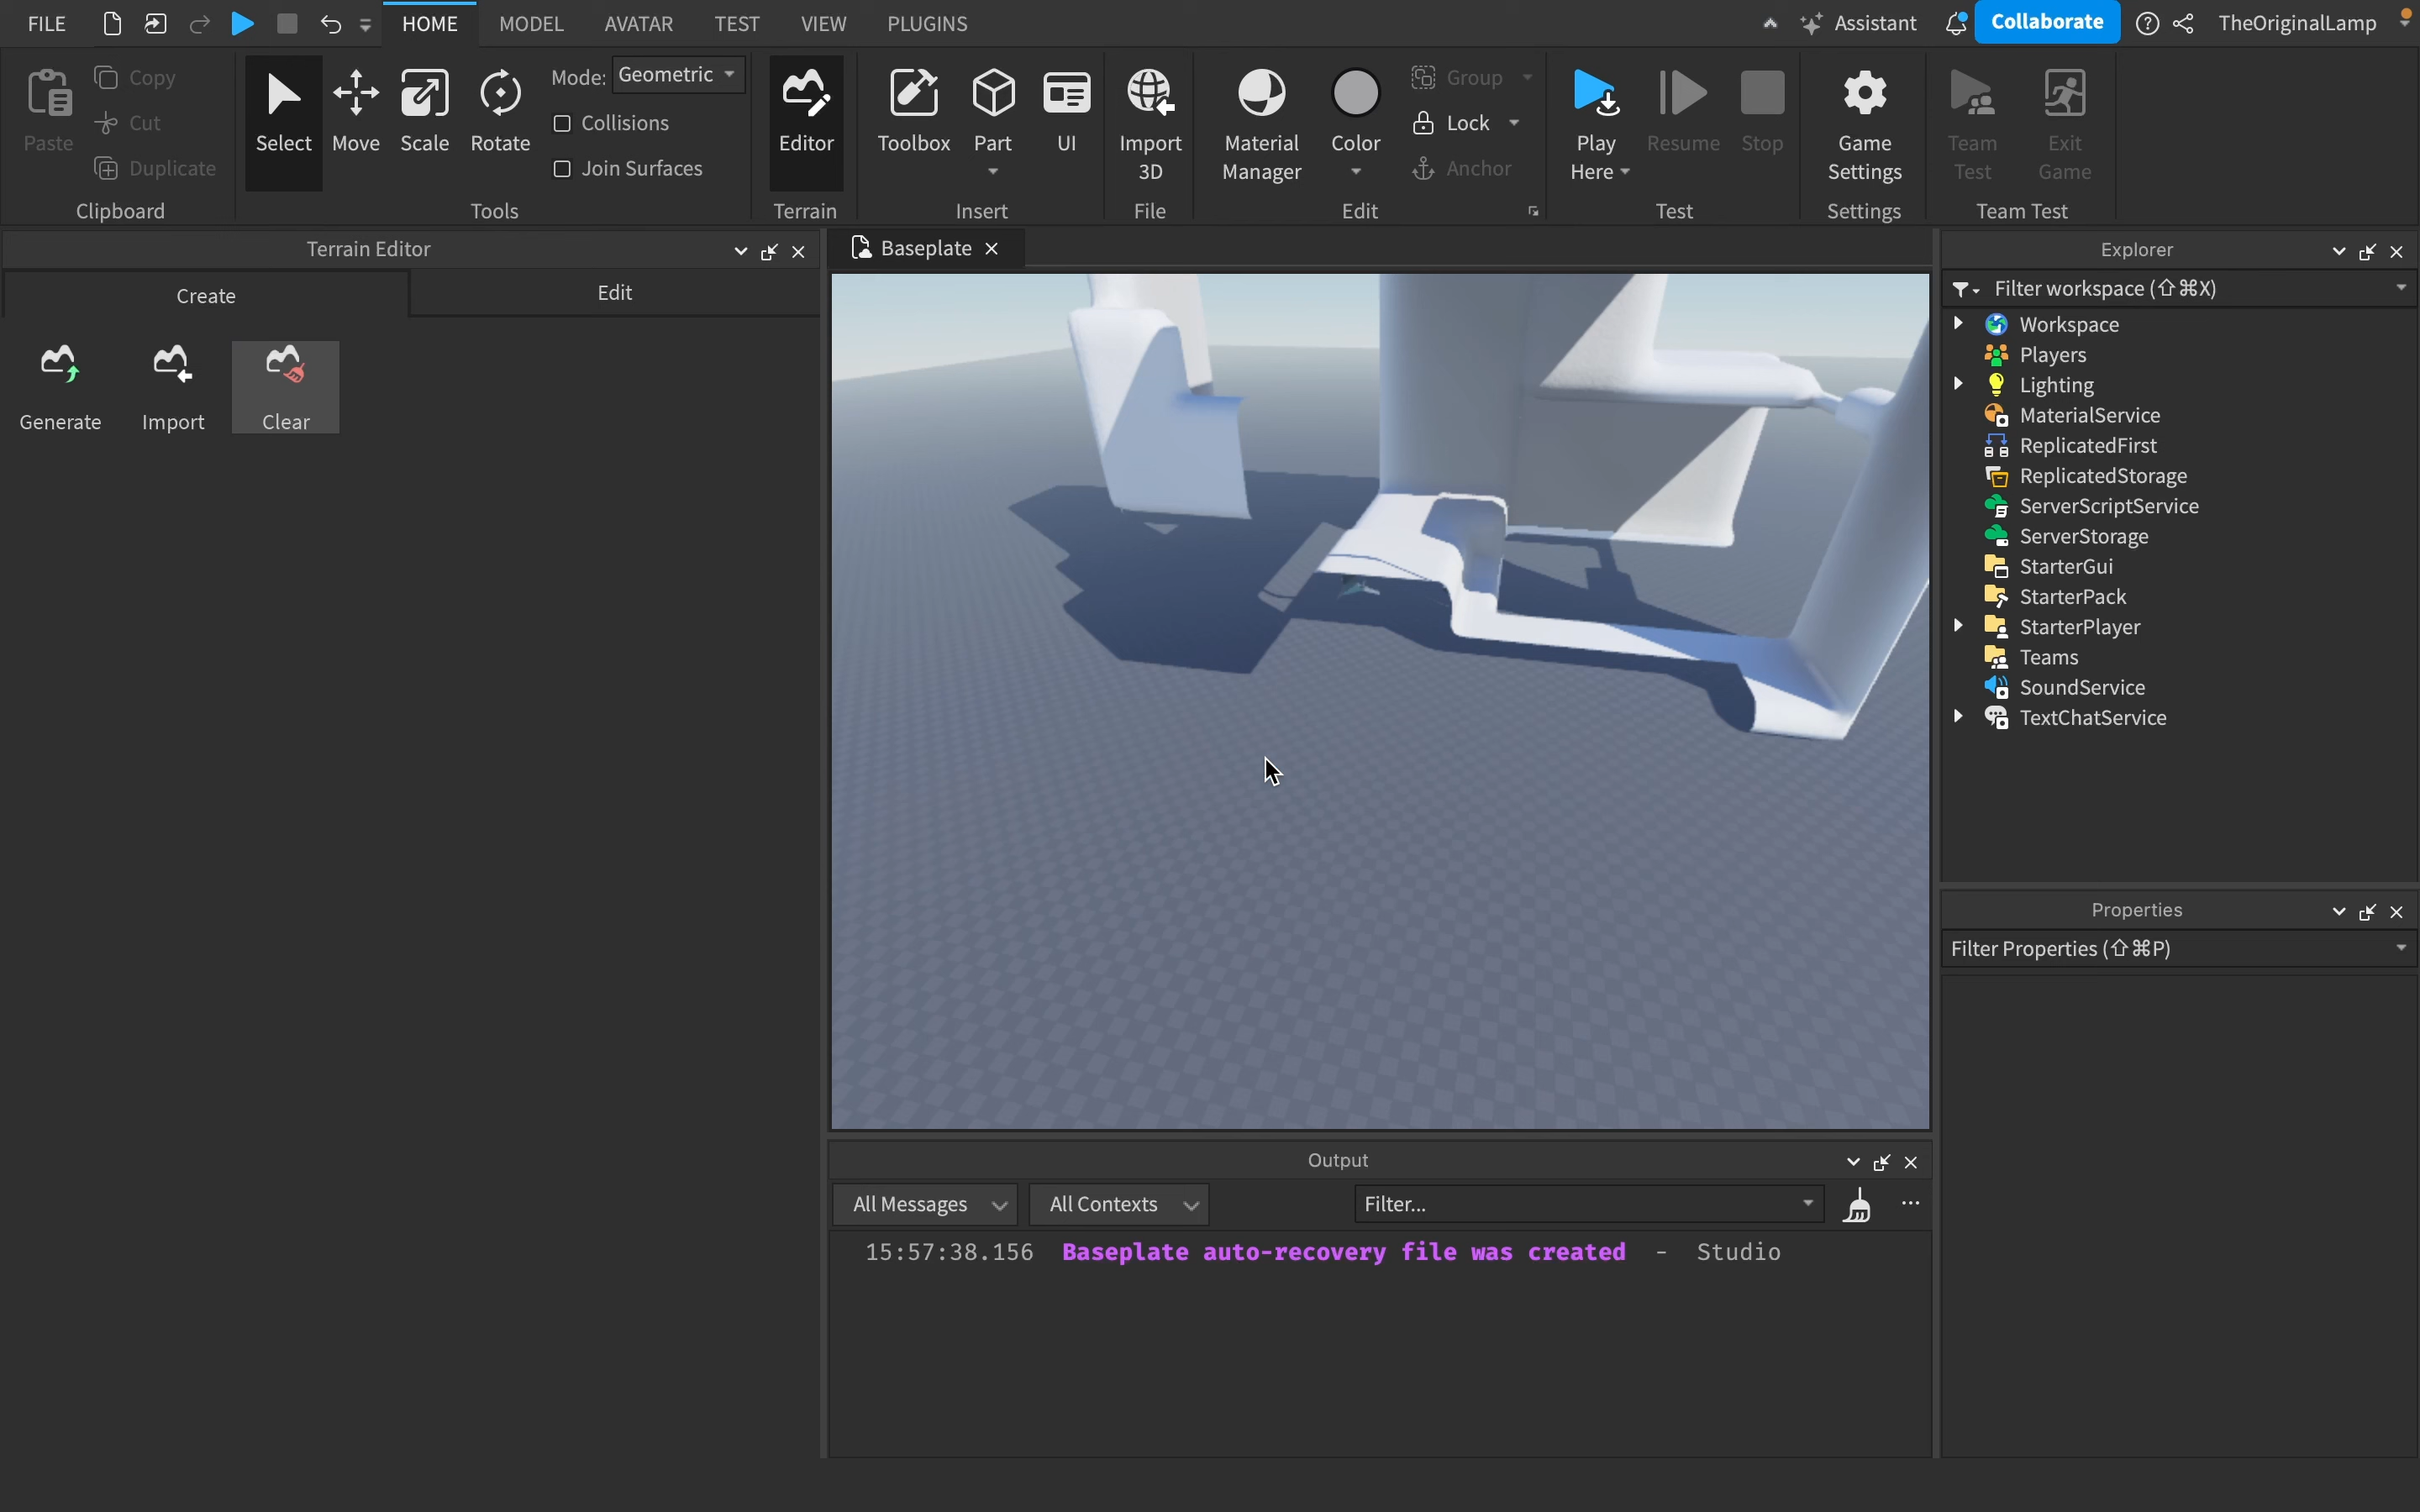 FILE HOME MODEL AVATAR TEST VIEW PLUGINS Assistant Collaborate TheOriginalLamp
Paste Copy Cut Duplicate
Clipboard
Select Move Scale Rotate
Mode: Geometric
Collisions
Join Surfaces
Tools
Editor
Terrain
Toolbox Part UI
Insert
Import 3D
File
Material Manager
Color
Group
Lock
Anchor
Edit
Play Here
Resume
Stop
Test
Game Settings
Settings
Team Test
Exit Game
Team Test
Terrain Editor
Create Edit
Generate Import Clear
Baseplate
Explorer
Filter workspace (⇧⌘X)
Workspace
Players
Lighting
MaterialService
ReplicatedFirst
ReplicatedStorage
ServerScriptService
ServerStorage
StarterGui
StarterPack
StarterPlayer
Teams
SoundService
TextChatService
Properties
Filter Properties (⇧⌘P)
Output
All Messages All Contexts Filter...
15:57:38.156 Baseplate auto-recovery file was created - Studio